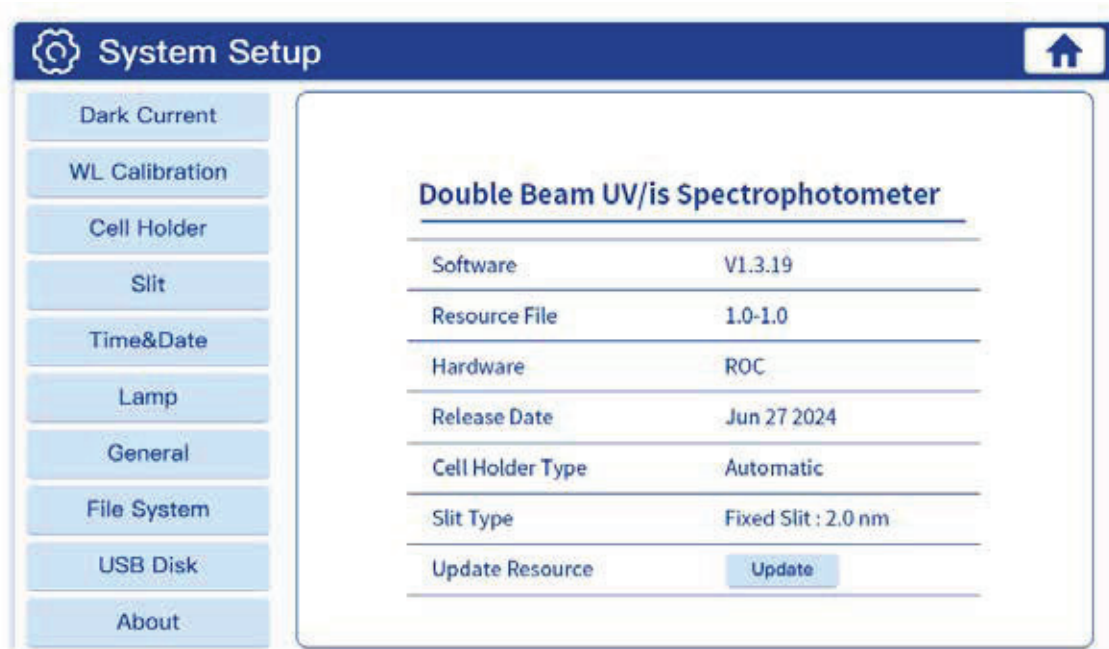 System Setup
Dark Current
WL Calibration
Cell Holder
Slit
Time&Date
Lamp
General
File System
USB Disk
About
Double Beam UV/is Spectrophotometer
Software V1.3.19
Resource File 1.0-1.0
Hardware ROC
Release Date Jun 27 2024
Cell Holder Type Automatic
Slit Type Fixed Slit : 2.0 nm
Update Resource Update